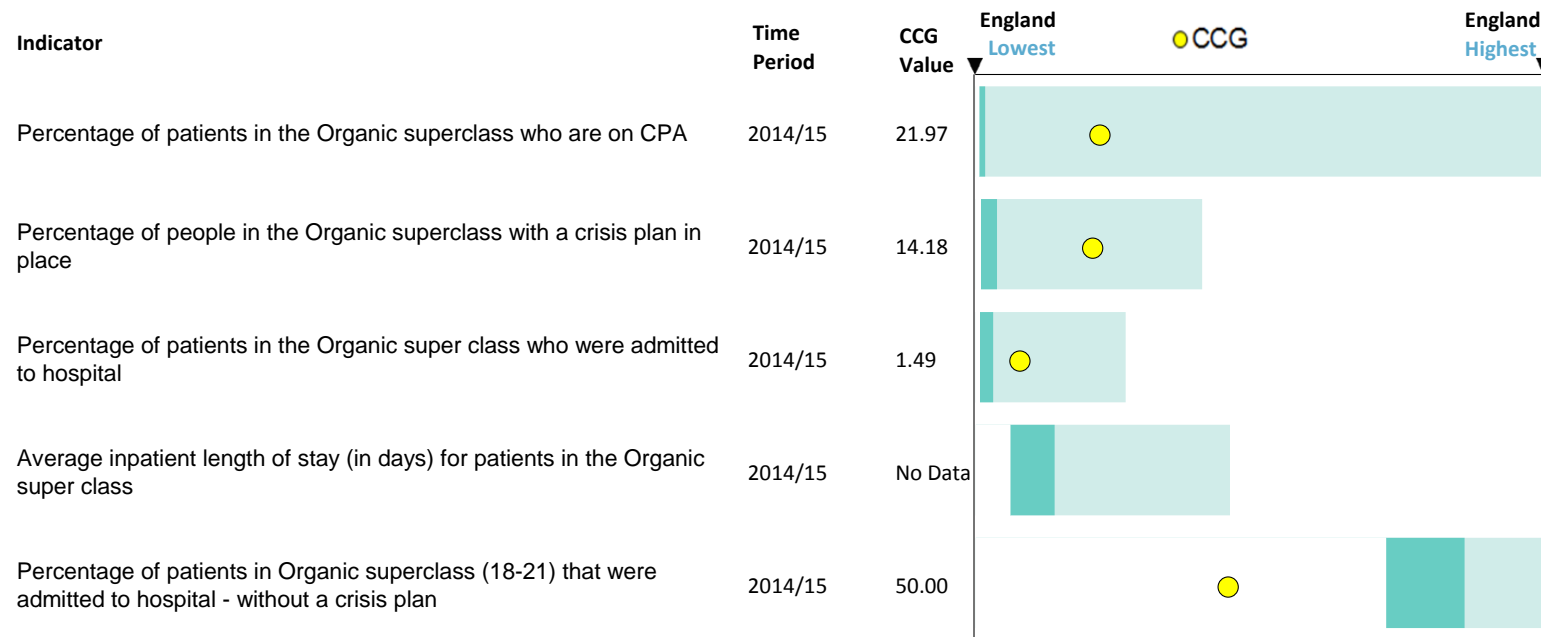 Indicator
Time Period
CCG Value
England Lowest
CCG
England Highest
Percentage of patients in the Organic superclass who are on CPA
2014/15
21.97
Percentage of people in the Organic superclass with a crisis plan in
place
2014/15
14.18
Percentage of patients in the Organic super class who were admitted
to hospital
2014/15
1.49
Average inpatient length of stay (in days) for patients in the Organic
super class
2014/15
No Data
Percentage of patients in Organic superclass (18-21) that were
admitted to hospital - without a crisis plan
2014/15
50.00